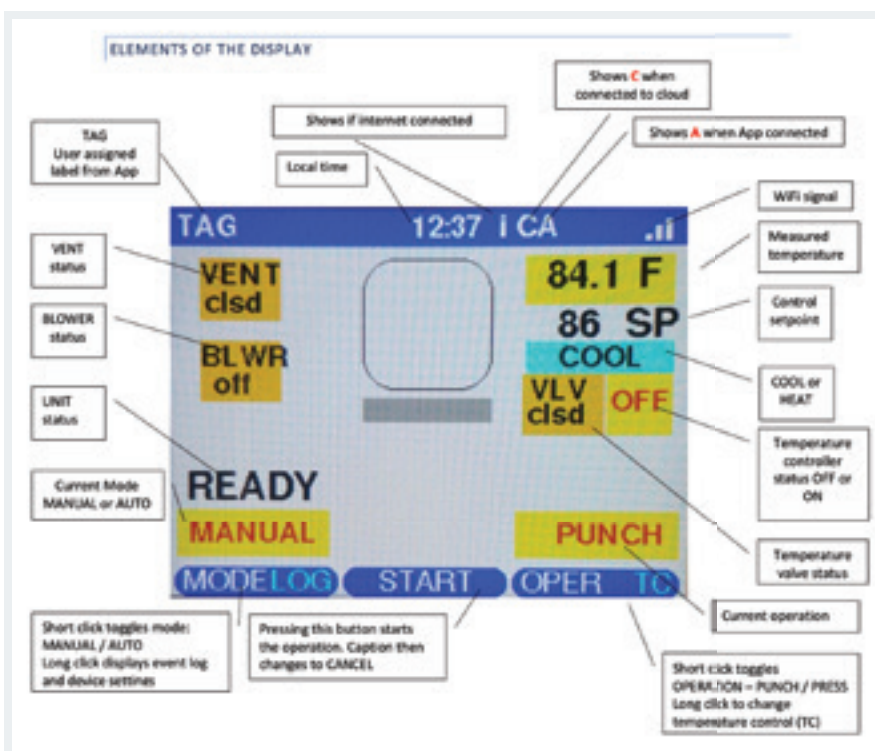 ELEMENTS OF THE DISPLAY
Shows C when
connected to cloud
Shows if internet connected
Shows A when App connected
TAG
User assigned
label from App
Local time
WiFi signal
TAG 12:37 i CA
VENT
status
VENT
clsd
84.1 F
Measured
temperature
86 SP
Control
setpoint
BLOWER
status
BLWR
off
COOL
COOL or
HEAT
VLV
clsd
OFF
UNIT
status
Temperature
controller
status OFF or
ON
READY
Current Mode
MANUAL or AUTO
MANUAL
PUNCH
Temperature
valve status
MODE LOG
START
OPER TC
Current operation
Short click toggles mode:
MANUAL / AUTO
Long click displays event log
and device settines
Pressing this button starts
the operation. Caption then
changes to CANCEL
Short click toggles
OPERATION – PUNCH / PRESS
Long click to change
temperature control (TC)